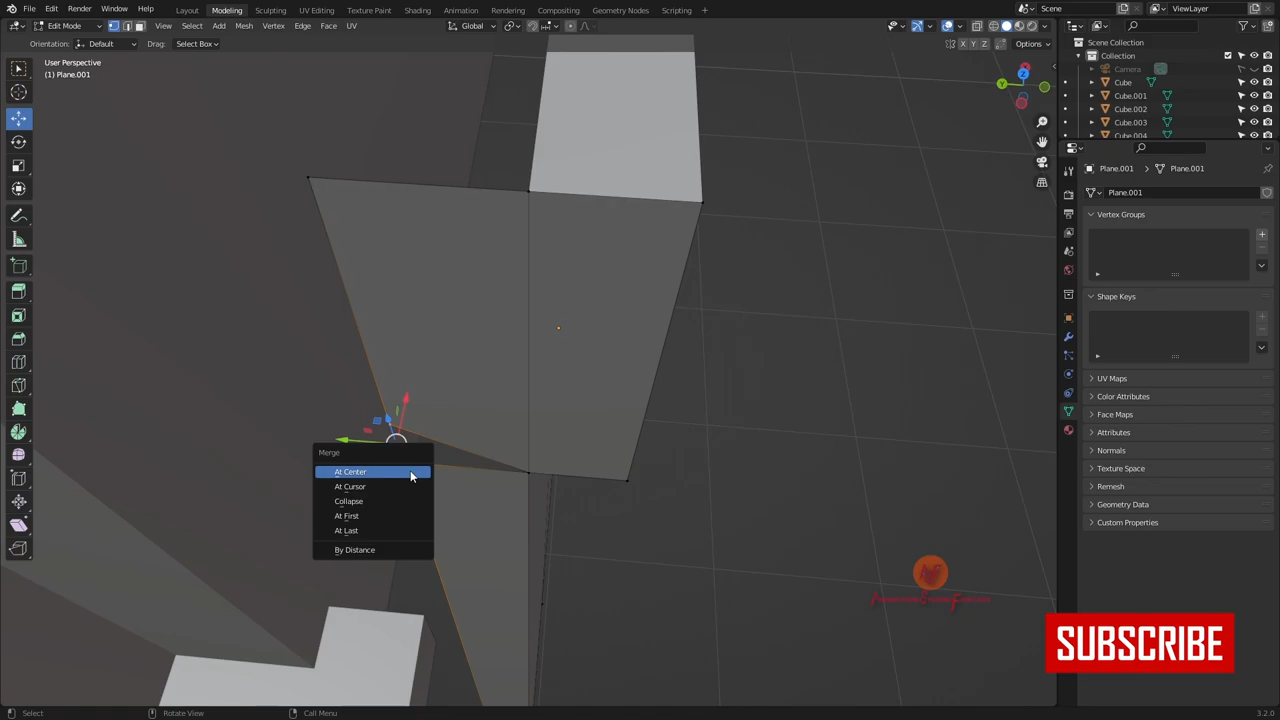 File Edit Render Window Help Layout Modeling Sculpting UV Editing Texture Paint Shading Animation Rendering Compositing Geometry Nodes Scripting + Scene ViewLayer
Edit Mode View Select Add Mesh Vertex Edge Face UV Global
Orientation: Default Drag: Select Box X Y Z Options
User Perspective
(1) Plane.001
Z
Y
Scene Collection
Collection
Camera
Cube
Cube.001
Cube.002
Cube.003
Cube.004
Plane.001 Plane.001
Plane.001
Vertex Groups
Shape Keys
UV Maps
Color Attributes
Face Maps
Attributes
Normals
Texture Space
Remesh
Geometry Data
Custom Properties
Merge
At Center
At Cursor
Collapse
At First
At Last
By Distance
SUBSCRIBE
Select Rotate View Call Menu 3.2.0